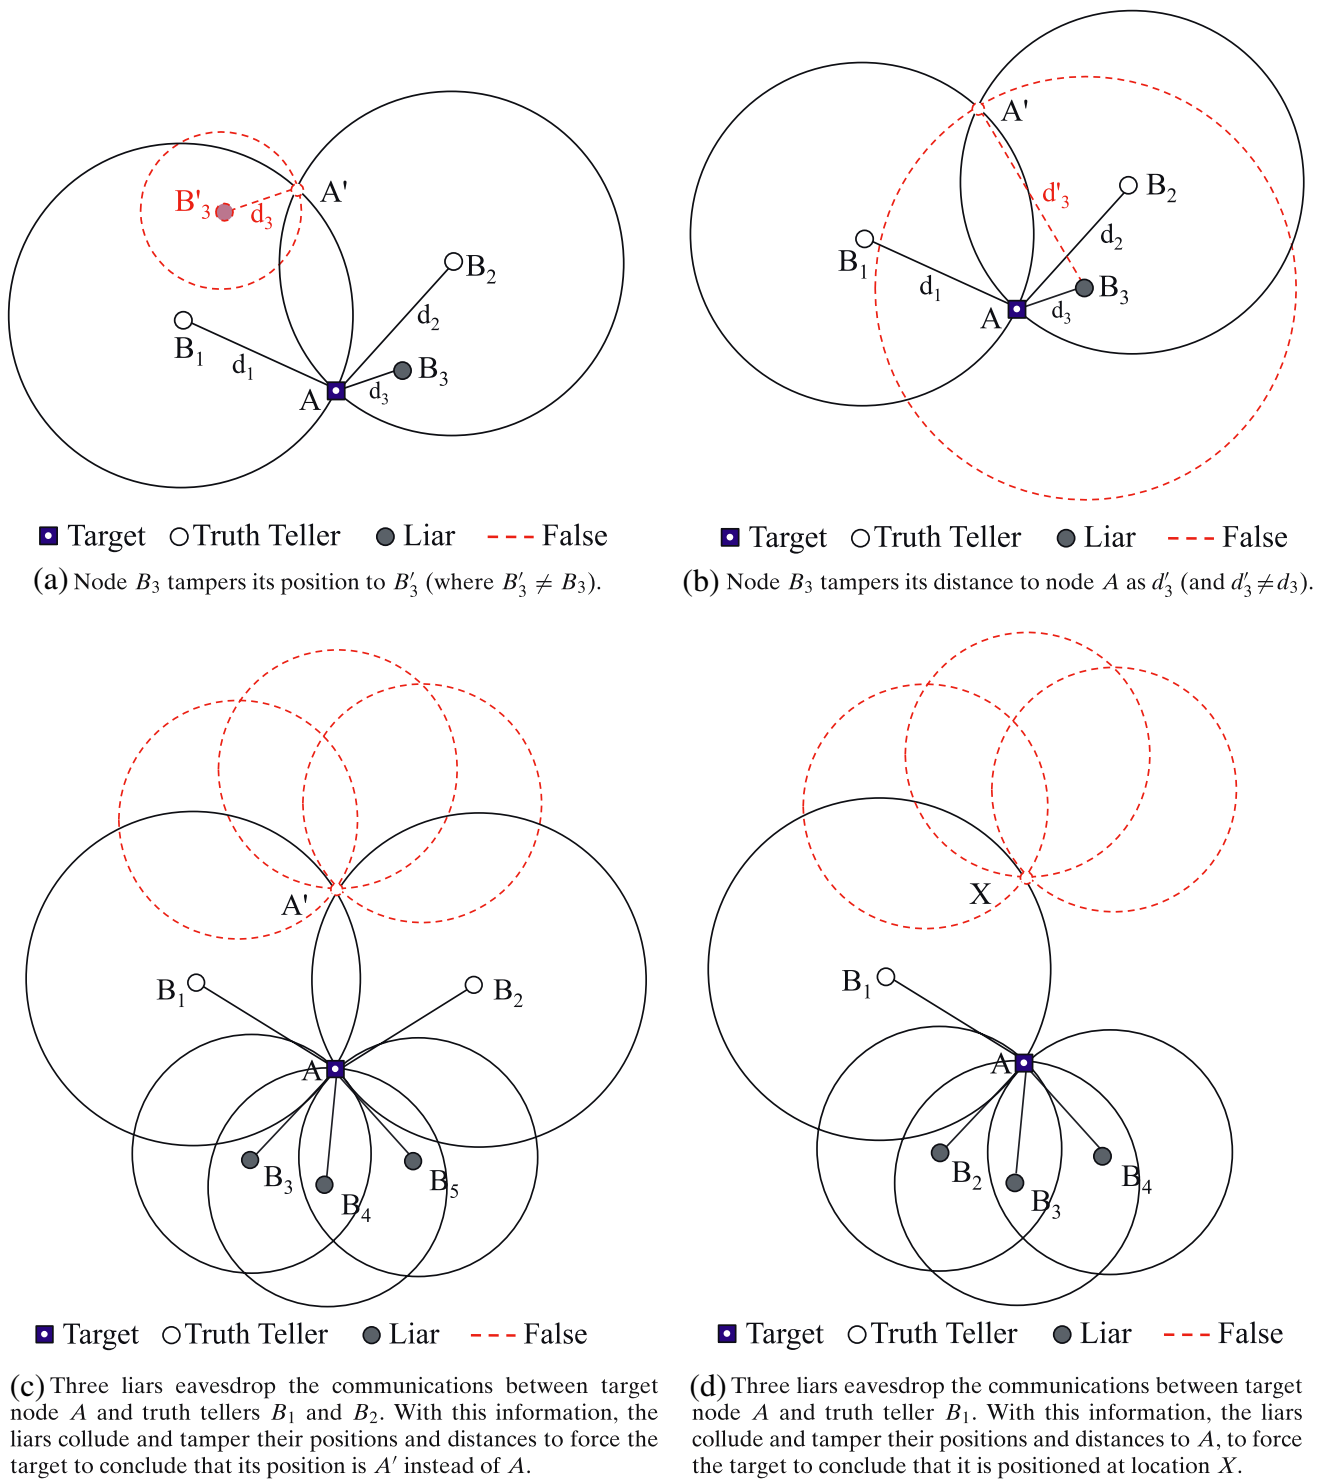 A'
B'3
d3
B2
d2
B1
d1
B3
d3
A
Target Truth Teller Liar False
(a) Node B3 tampers its position to B′3 (where B′3 ≠ B3).
A'
B2
d'3
d2
B1
d1
B3
A
d3
Target Truth Teller Liar False
(b) Node B3 tampers its distance to node A as d′3 (and d′3≠d3).
A'
B1
B2
A
B3
B5
B4
Target Truth Teller Liar False
(c) Three liars eavesdrop the communications between target
node A and truth tellers B1 and B2. With this information, the
liars collude and tamper their positions and distances to force the
target to conclude that its position is A′ instead of A.
X
B1
A
B2
B4
B3
Target Truth Teller Liar False
(d) Three liars eavesdrop the communications between target
node A and truth teller B1. With this information, the liars
collude and tamper their positions and distances to A, to force
the target to conclude that it is positioned at location X.